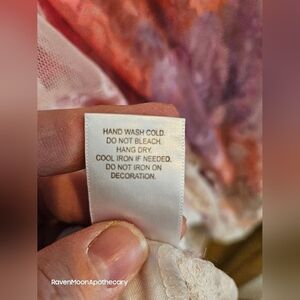 HAND WASH COLD.
DO NOT BLEACH.
HANG DRY.
COOL IRON IF NEEDED.
DO NOT IRON ON
DECORATION.
RavenMoonApothecary